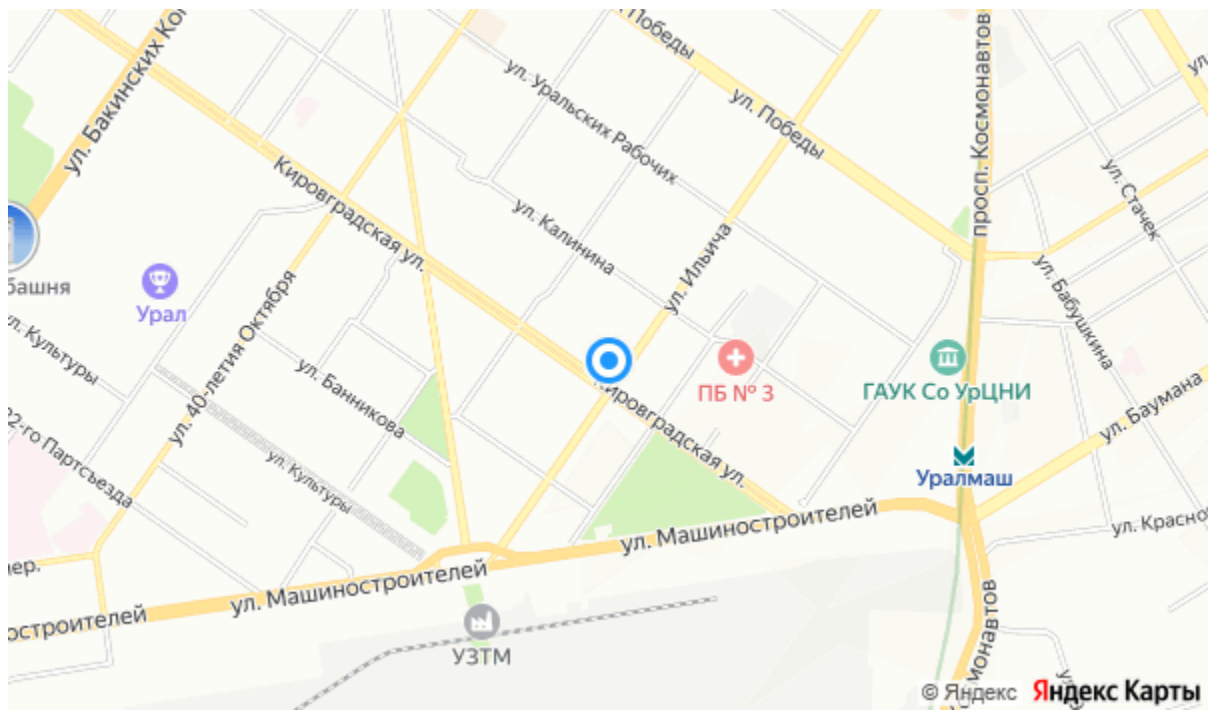 ул. Бакинских Ко
Победы
ул. Победы
просп. Космонавтов
ул. Уральских Рабочих
ул. Стачек
Кировградская ул.
ул. Калинина
ул. Ильича
ул. Бабушкина
башня
Урал
ул. Культуры
ул. 40-летия Октября
ул. Банникова
ПБ № 3
ГАУК Со УрЦНИ
ул. Баумана
Кировградская ул.
22-го Партсъезда
ул. Культуры
Уралмаш
ул. Машиностроителей
ул. Красно
пер.
ул. Машиностроителей
остроителей
УЗТМ
монавтов
© Яндекс Яндекс Карты